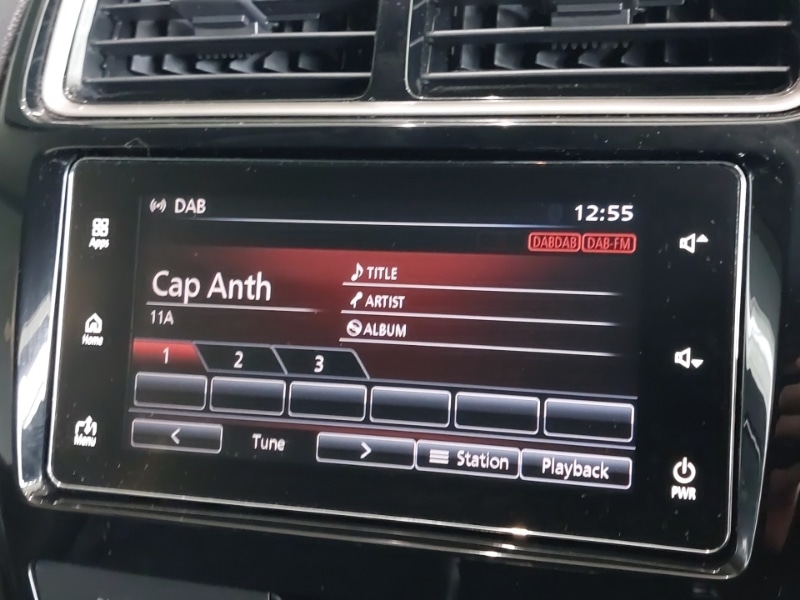 DAB
12:55
DABDAB DAB-FM
Apps
Cap Anth
TITLE
11A
ARTIST
ALBUM
Home
1 2 3
Menu
< Tune > Station Playback
PWR